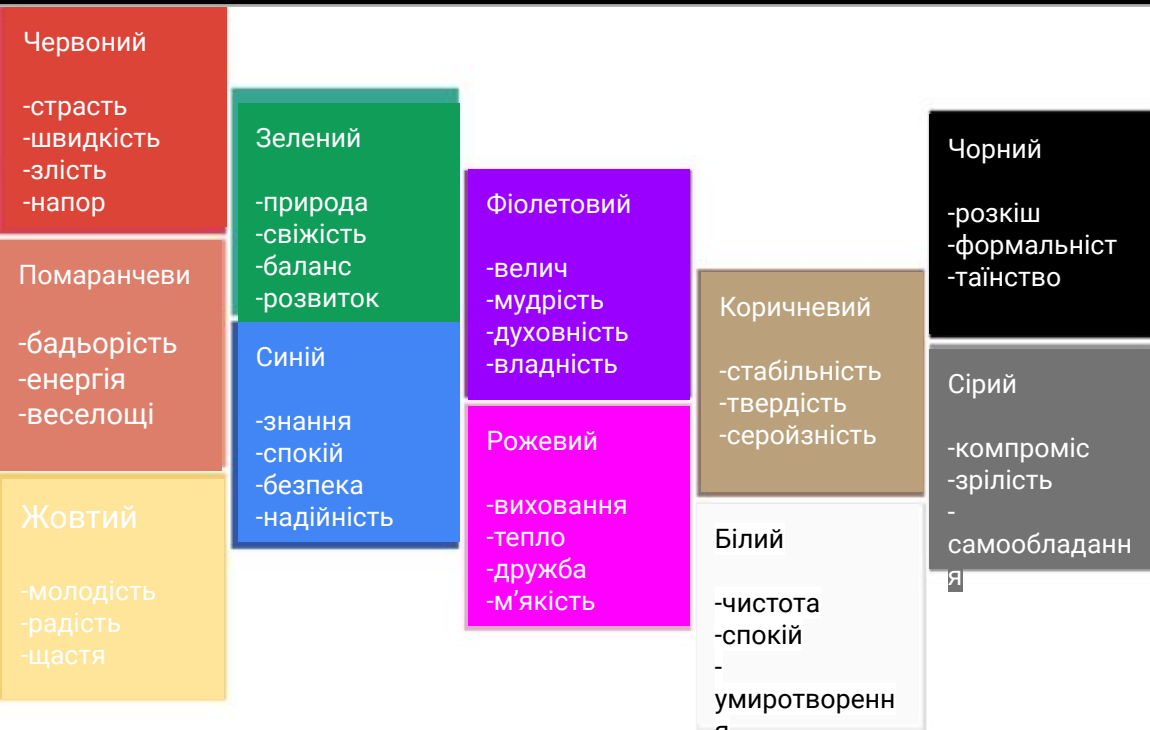 Червоний
-страсть
-швидкість
-злість
-напор
Помаранчеви
-бадьорість
-енергія
-веселощі
Жовтий
-молодість
-радість
-щастя
Зелений
-природа
-свіжість
-баланс
-розвиток
Синій
-знання
-спокій
-безпека
-надійність
Фіолетовий
-велич
-мудрість
-духовність
-владність
Рожевий
-виховання
-тепло
-дружба
-м’якість
Коричневий
-стабільність
-твердість
-серойзність
Білий
-чистота
-спокій
-
умиротворенн
я
Чорний
-розкіш
-формальніст
-таїнство
Сірий
-компроміс
-зрілість
-
самообладанн
я